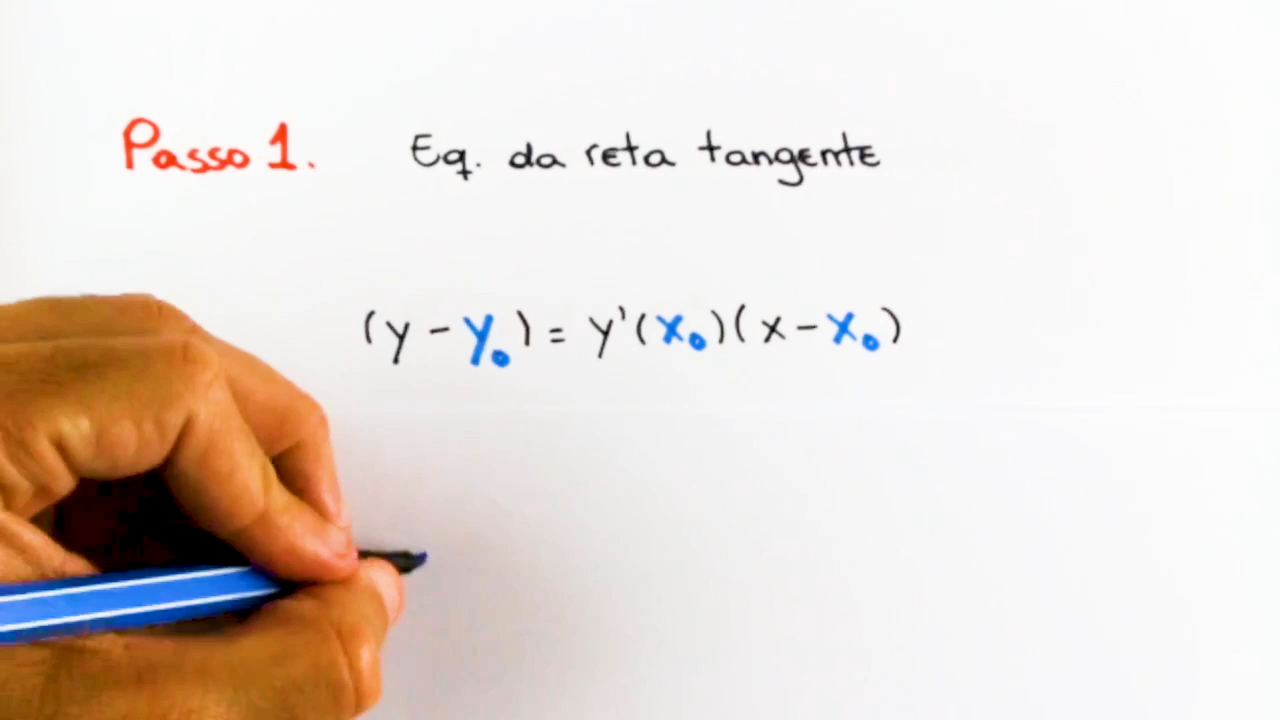 Passo 1. Eq. da reta tangente
(y - y₀) = y'(x₀)(x - x₀)